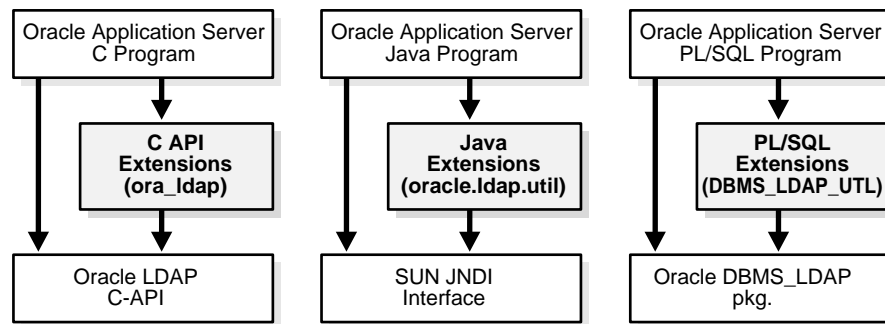 Oracle Application Server
C Program
Oracle Application Server
Java Program
Oracle Application Server
PL/SQL Program
C API
Extensions
(ora_ldap)
Java
Extensions
(oracle.ldap.util)
PL/SQL
Extensions
(DBMS_LDAP_UTL)
Oracle LDAP
C-API
SUN JNDI
Interface
Oracle DBMS_LDAP
pkg.